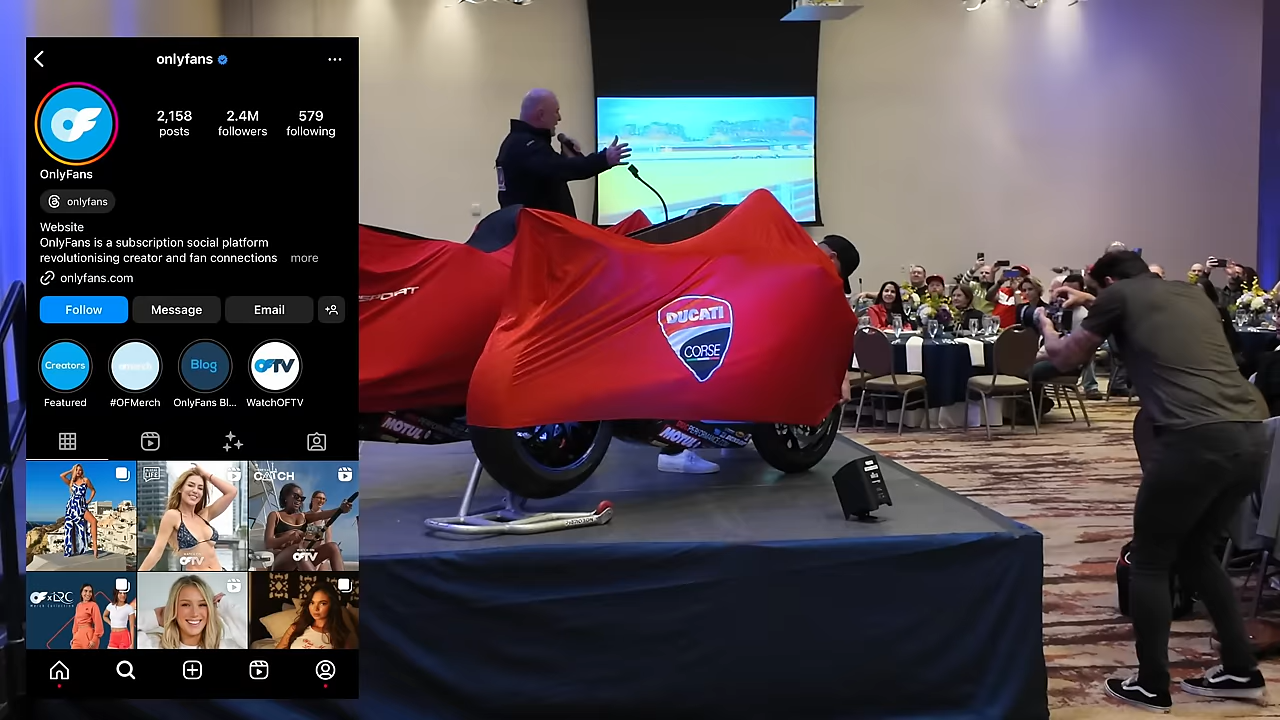 onlyfans
2,158
2.4M
579
posts
followers
following
OnlyFans
onlyfans
Website
OnlyFans is a subscription social platform
revolutionising creator and fan connections more
onlyfans.com
Follow
Message
Email
Creators
Blog
OFTV
Featured
#OFMerch
OnlyFans Bl...
WatchOFTV
CATCH
OFTV
OFTV
DUCATI
CORSE
MOTUL
MOTUL